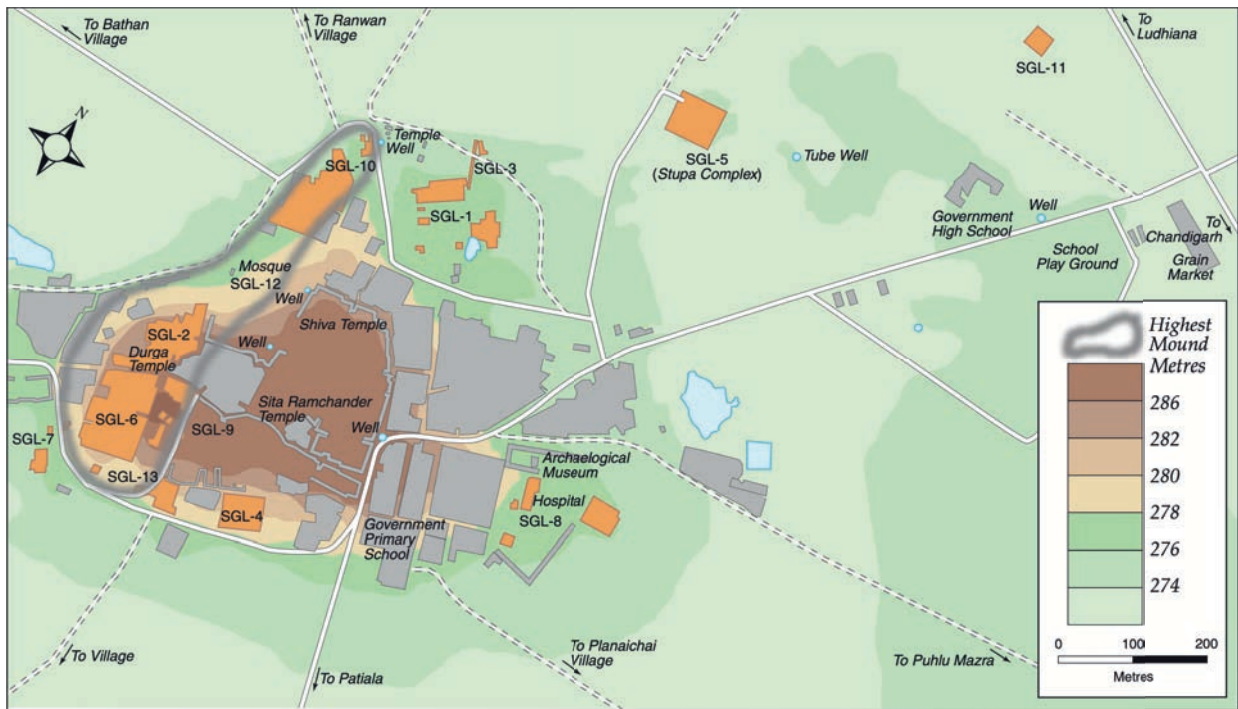 To Bathan
Village
To Ranwan
Village
To
Ludhiana
SGL-11
N
Temple
Well
SGL-10
SGL-3
SGL-5
(Stupa Complex)
Tube Well
SGL-1
Government
High School
Well
To
Chandigarh
School
Play Ground
Grain
Market
Mosque
SGL-12
Well
Shiva Temple
SGL-2
Durga
Temple
Well
Sita Ramchander
Temple
SGL-6
SGL-9
Well
SGL-7
SGL-13
Archaelogical
Museum
SGL-4
Hospital
SGL-8
Government
Primary
School
To Village
To Patiala
To Planaichai
Village
To Puhlu Mazra
Highest
Mound
Metres
286
282
280
278
276
274
0 100 200
Metres